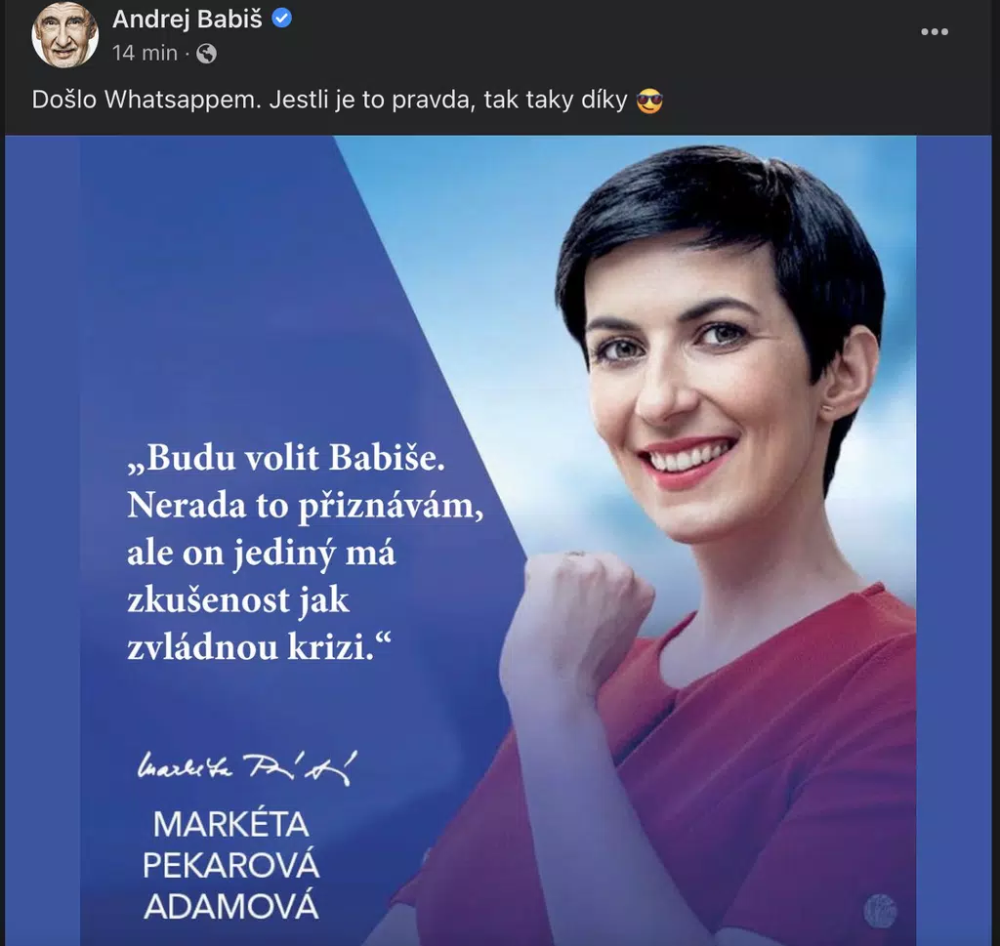 Andrej Babiš
14 min ·
Došlo Whatsappem. Jestli je to pravda, tak taky díky 😎
„Budu volit Babiše.
Nerada to přiznávám,
ale on jediný má
zkušenost jak
zvládnou krizi.“
MARKÉTA
PEKAROVÁ
ADAMOVÁ